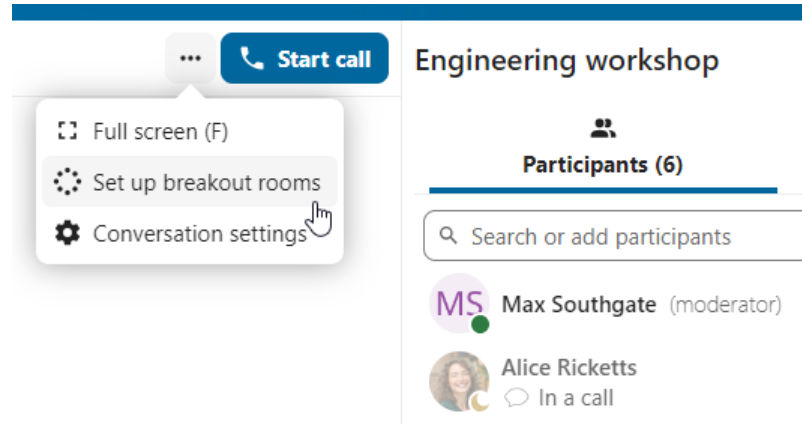 ... Start call
Full screen (F)
Set up breakout rooms
Conversation settings
Engineering workshop
Participants (6)
Search or add participants
MS Max Southgate (moderator)
Alice Ricketts
In a call